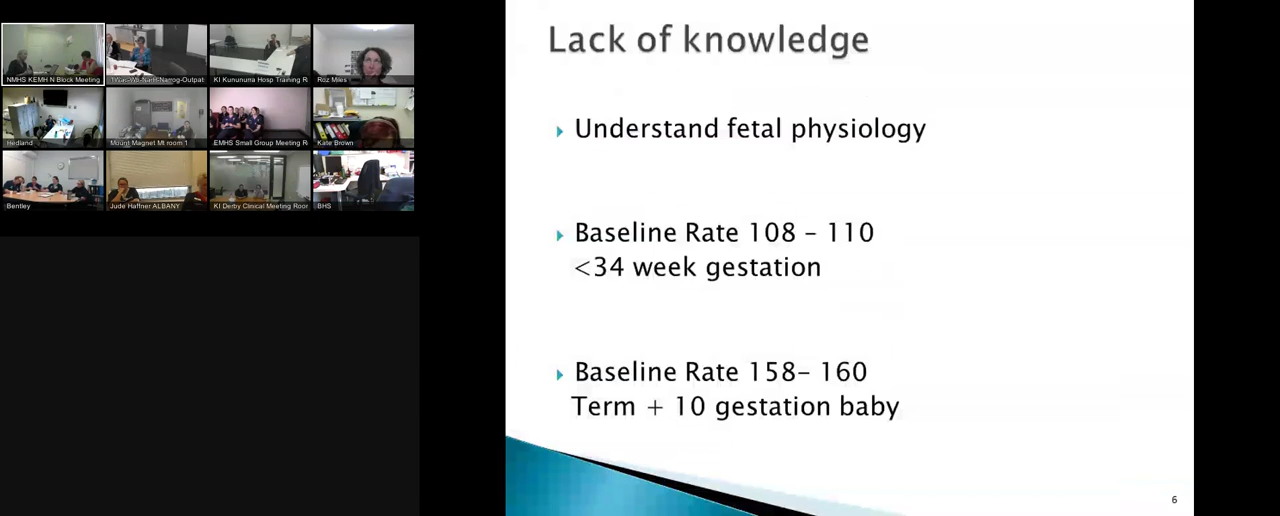 NMHS KEMH N Block Meeting
KI Kununurra Hosp Training R
Roz Miles
Hedland
Mount Magnet Mt room 1
EMHS Small Group Meeting R
Kate Brown
Bentley
Jude Haffner ALBANY
KI Derby Clinical Meeting Roor
BHS
Lack of knowledge
Understand fetal physiology
Baseline Rate 108 – 110
<34 week gestation
Baseline Rate 158– 160
Term + 10 gestation baby
6